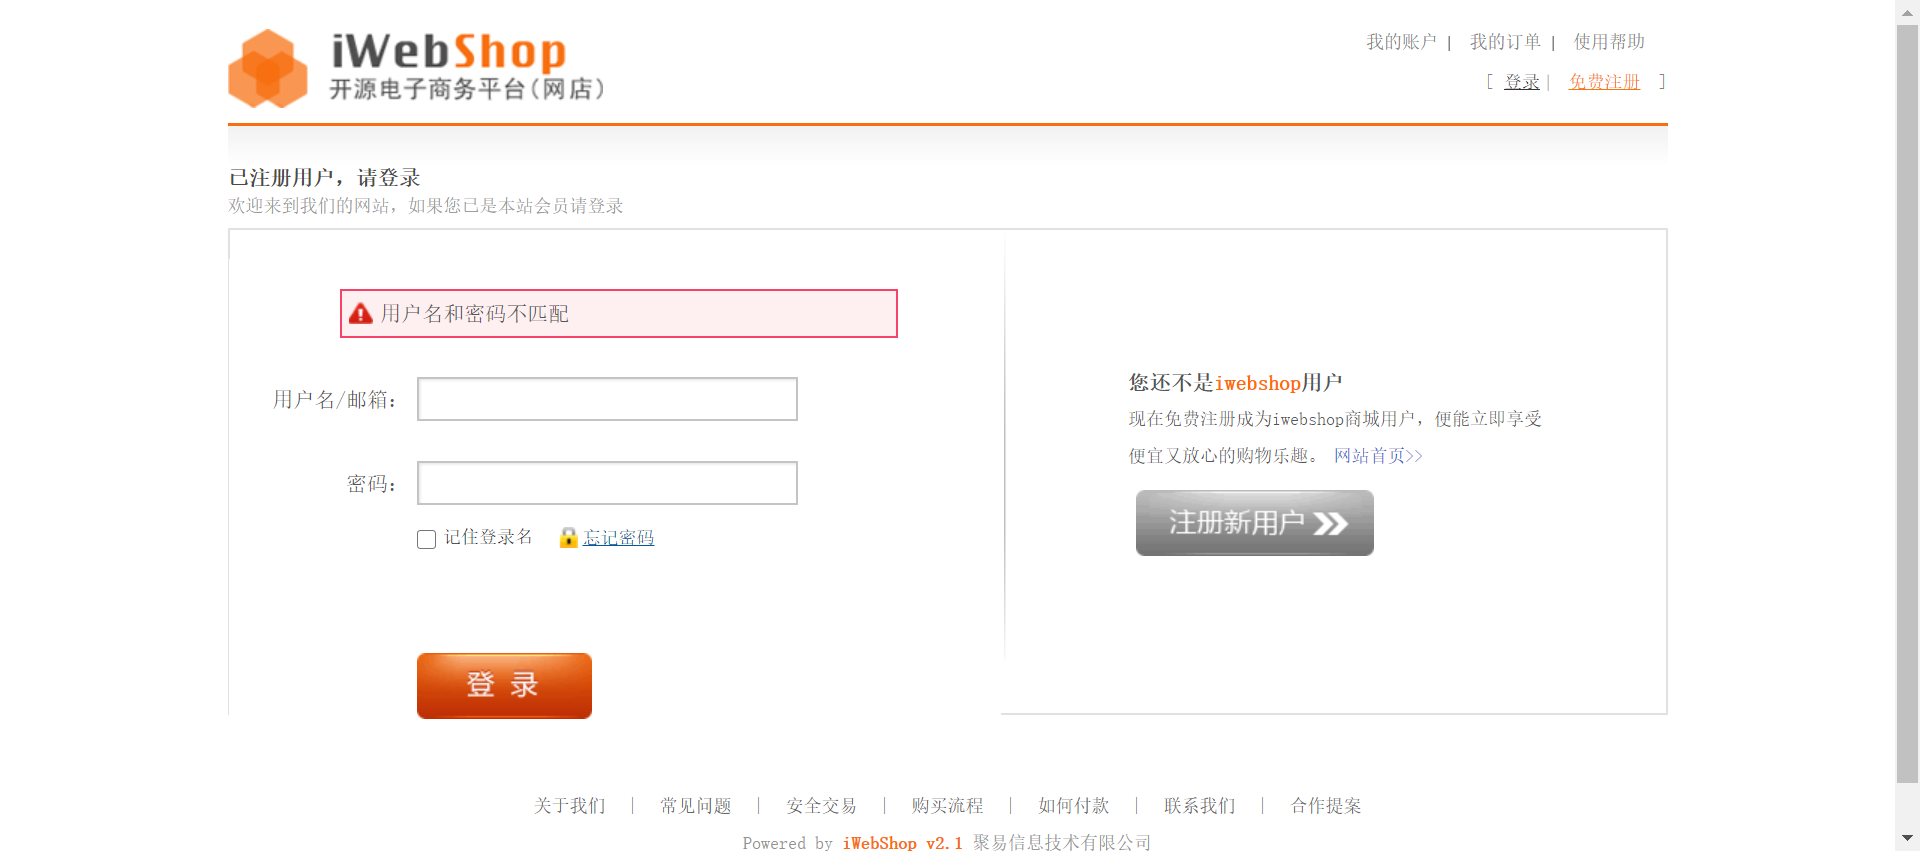 iWebShop
开源电子商务平台(网店)
我的账户 | 我的订单 | 使用帮助
[ 登录 | 免费注册 ]
已注册用户，请登录
欢迎来到我们的网站，如果您已是本站会员请登录
用户名和密码不匹配
用户名/邮箱：
密码：
记住登录名 忘记密码
登 录
您还不是iwebshop用户
现在免费注册成为iwebshop商城用户，便能立即享受
便宜又放心的购物乐趣。 网站首页>>
注册新用户
关于我们 | 常见问题 | 安全交易 | 购买流程 | 如何付款 | 联系我们 | 合作提案
Powered by iWebShop v2.1 聚易信息技术有限公司